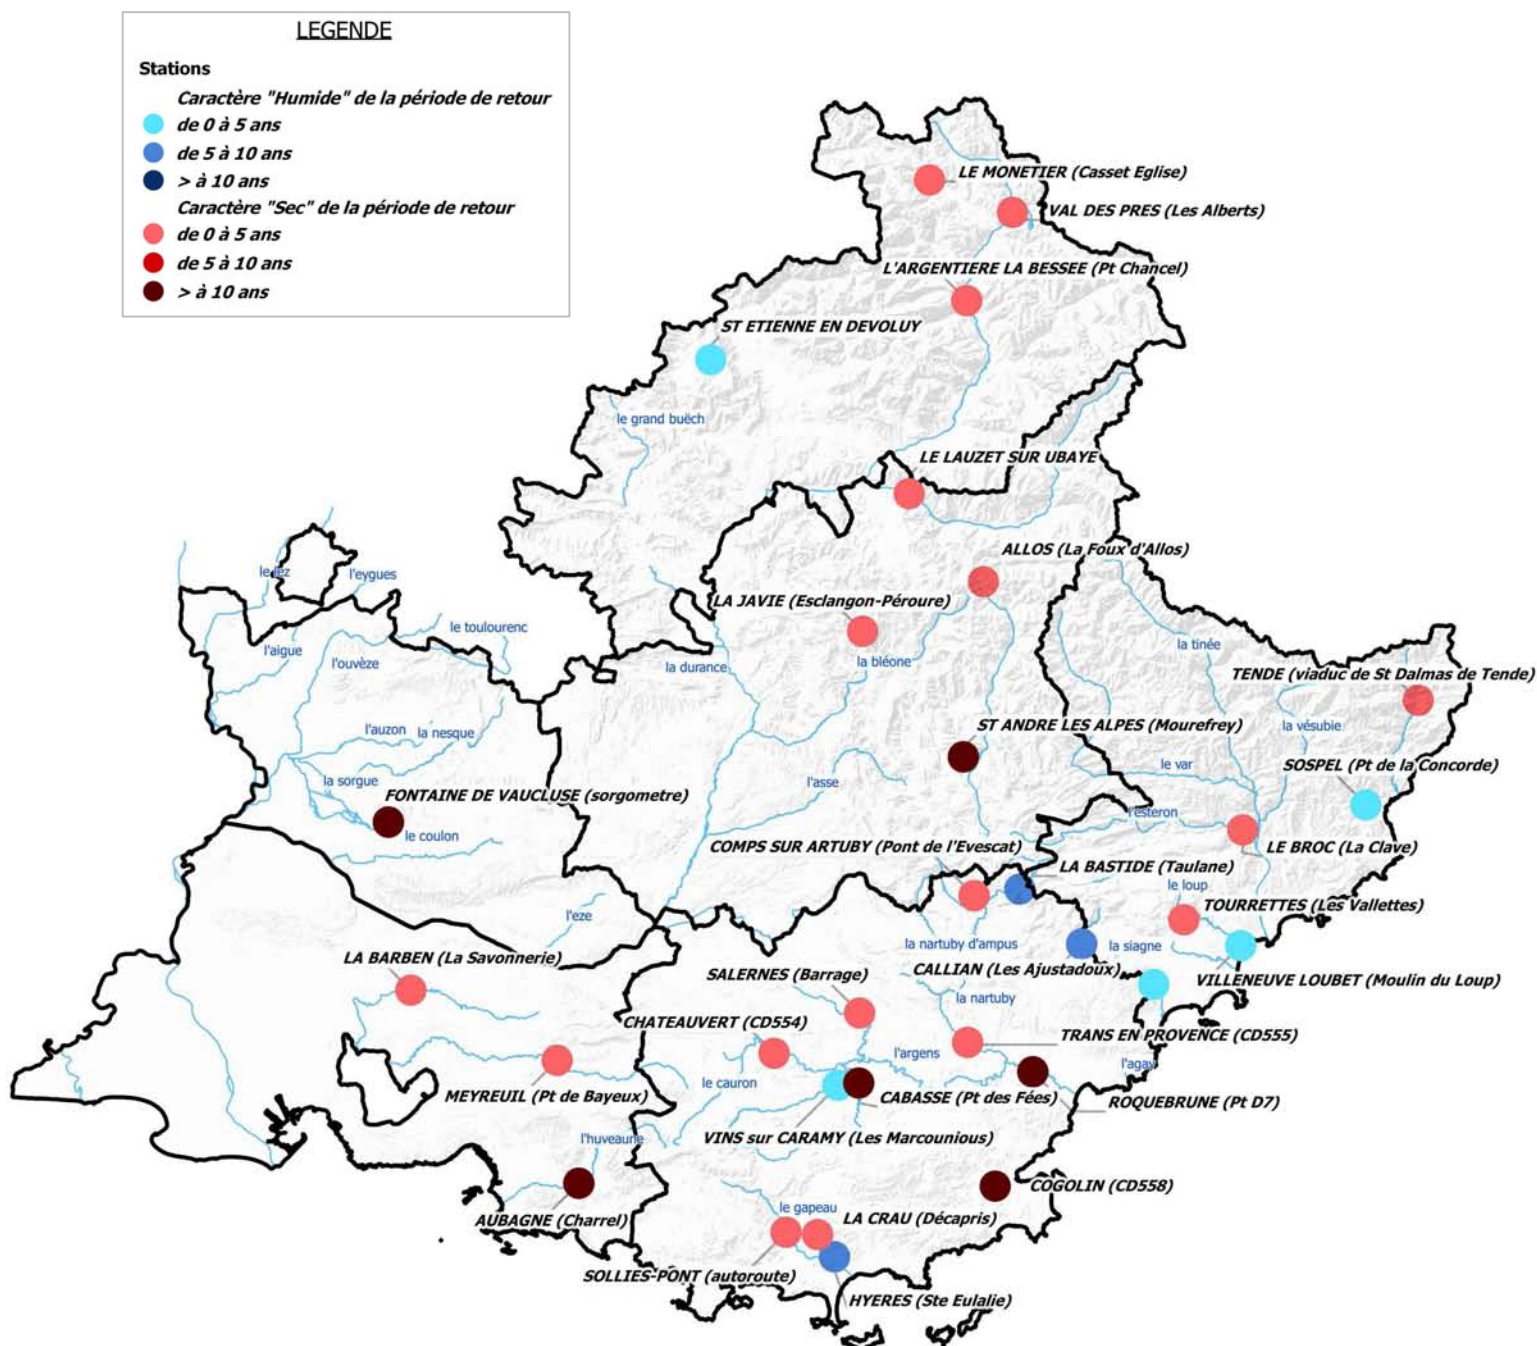 LEGENDE
Stations
Caractère "Humide" de la période de retour
de 0 à 5 ans
de 5 à 10 ans
> à 10 ans
Caractère "Sec" de la période de retour
de 0 à 5 ans
de 5 à 10 ans
> à 10 ans
LE MONETIER (Casset Eglise)
VAL DES PRES (Les Alberts)
L'ARGENTIERE LA BESSEE (Pt Chancel)
ST ETIENNE EN DEVOLUY
le grand buëch
LE LAUZET SUR UBAYE
ALLOS (La Foux d'Allos)
le lez
l'eygues
LA JAVIE (Esclangon-Péroure)
le toulourenc
l'aigue
l'ouvèze
la durance
la bléone
la tinée
TENDE (viaduc de St Dalmas de Tende)
ST ANDRE LES ALPES (Mourefrey)
la vésubie
l'auzon
la nesque
le var
SOSPEL (Pt de la Concorde)
la sorgue
l'asse
FONTAINE DE VAUCLUSE (sorgometre)
l'esteron
le coulon
COMPS SUR ARTUBY (Pont de l'Evescat)
LE BROC (La Clave)
LA BASTIDE (Taulane)
le loup
TOURRETTES (Les Vallettes)
l'eze
la nartuby d'ampus
la siagne
LA BARBEN (La Savonnerie)
SALERNES (Barrage)
CALLIAN (Les Ajustadoux)
VILLENEUVE LOUBET (Moulin du Loup)
la nartuby
CHATEAUVERT (CD554)
TRANS EN PROVENCE (CD555)
l'argens
l'agay
le cauron
MEYREUIL (Pt de Bayeux)
CABASSE (Pt des Fées)
ROQUEBRUNE (Pt D7)
l'huveaune
VINS sur CARAMY (Les Marcounious)
COGOLIN (CD558)
le gapeau
AUBAGNE (Charrel)
LA CRAU (Décapris)
SOLLIES-PONT (autoroute)
HYERES (Ste Eulalie)